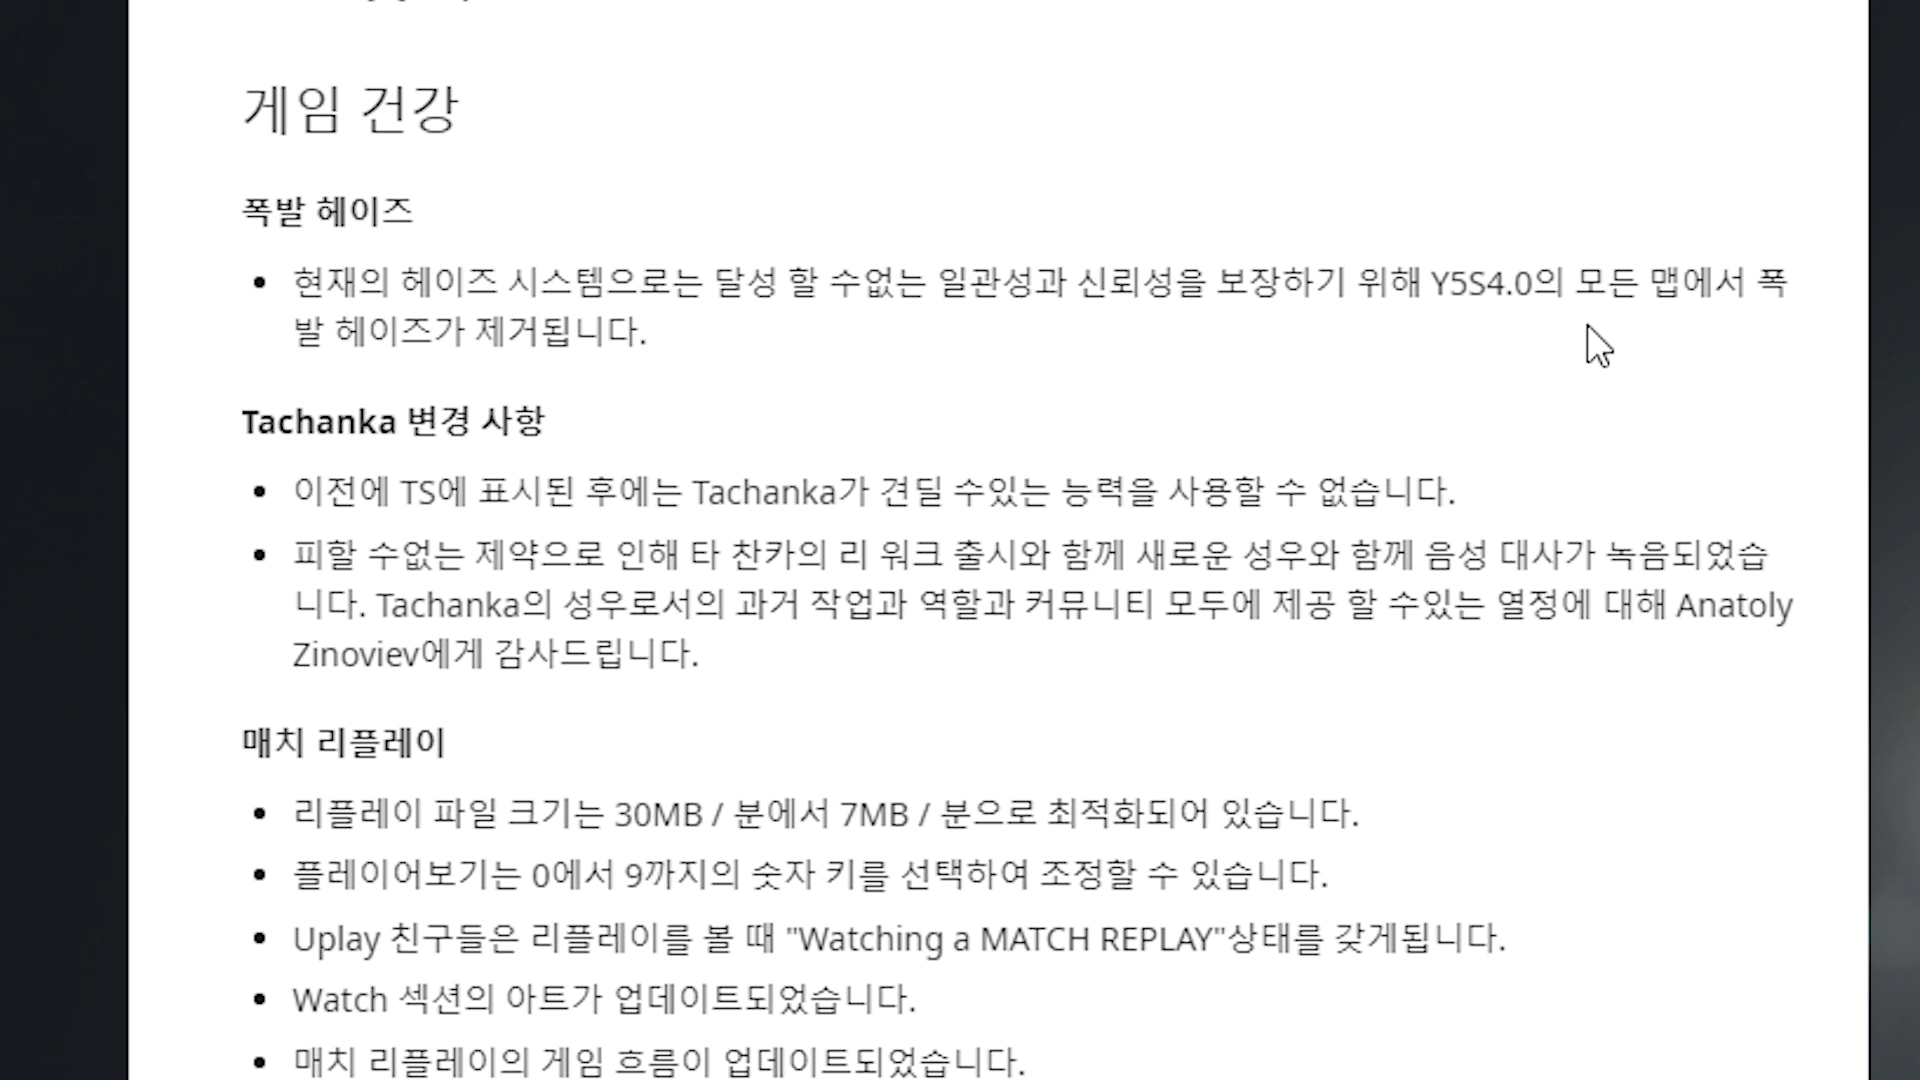 게임 건강
폭발 헤이즈
현재의 헤이즈 시스템으로는 달성 할 수없는 일관성과 신뢰성을 보장하기 위해 Y5S4.0의 모든 맵에서 폭
발 헤이즈가 제거됩니다.
Tachanka 변경 사항
이전에 TS에 표시된 후에는 Tachanka가 견딜 수있는 능력을 사용할 수 없습니다.
피할 수없는 제약으로 인해 타 찬카의 리 워크 출시와 함께 새로운 성우와 함께 음성 대사가 녹음되었습
니다. Tachanka의 성우로서의 과거 작업과 역할과 커뮤니티 모두에 제공 할 수있는 열정에 대해 Anatoly
Zinoviev에게 감사드립니다.
매치 리플레이
리플레이 파일 크기는 30MB / 분에서 7MB / 분으로 최적화되어 있습니다.
플레이어보기는 0에서 9까지의 숫자 키를 선택하여 조정할 수 있습니다.
Uplay 친구들은 리플레이를 볼 때 "Watching a MATCH REPLAY"상태를 갖게됩니다.
Watch 섹션의 아트가 업데이트되었습니다.
매치 리플레이의 게임 흐름이 업데이트되었습니다.